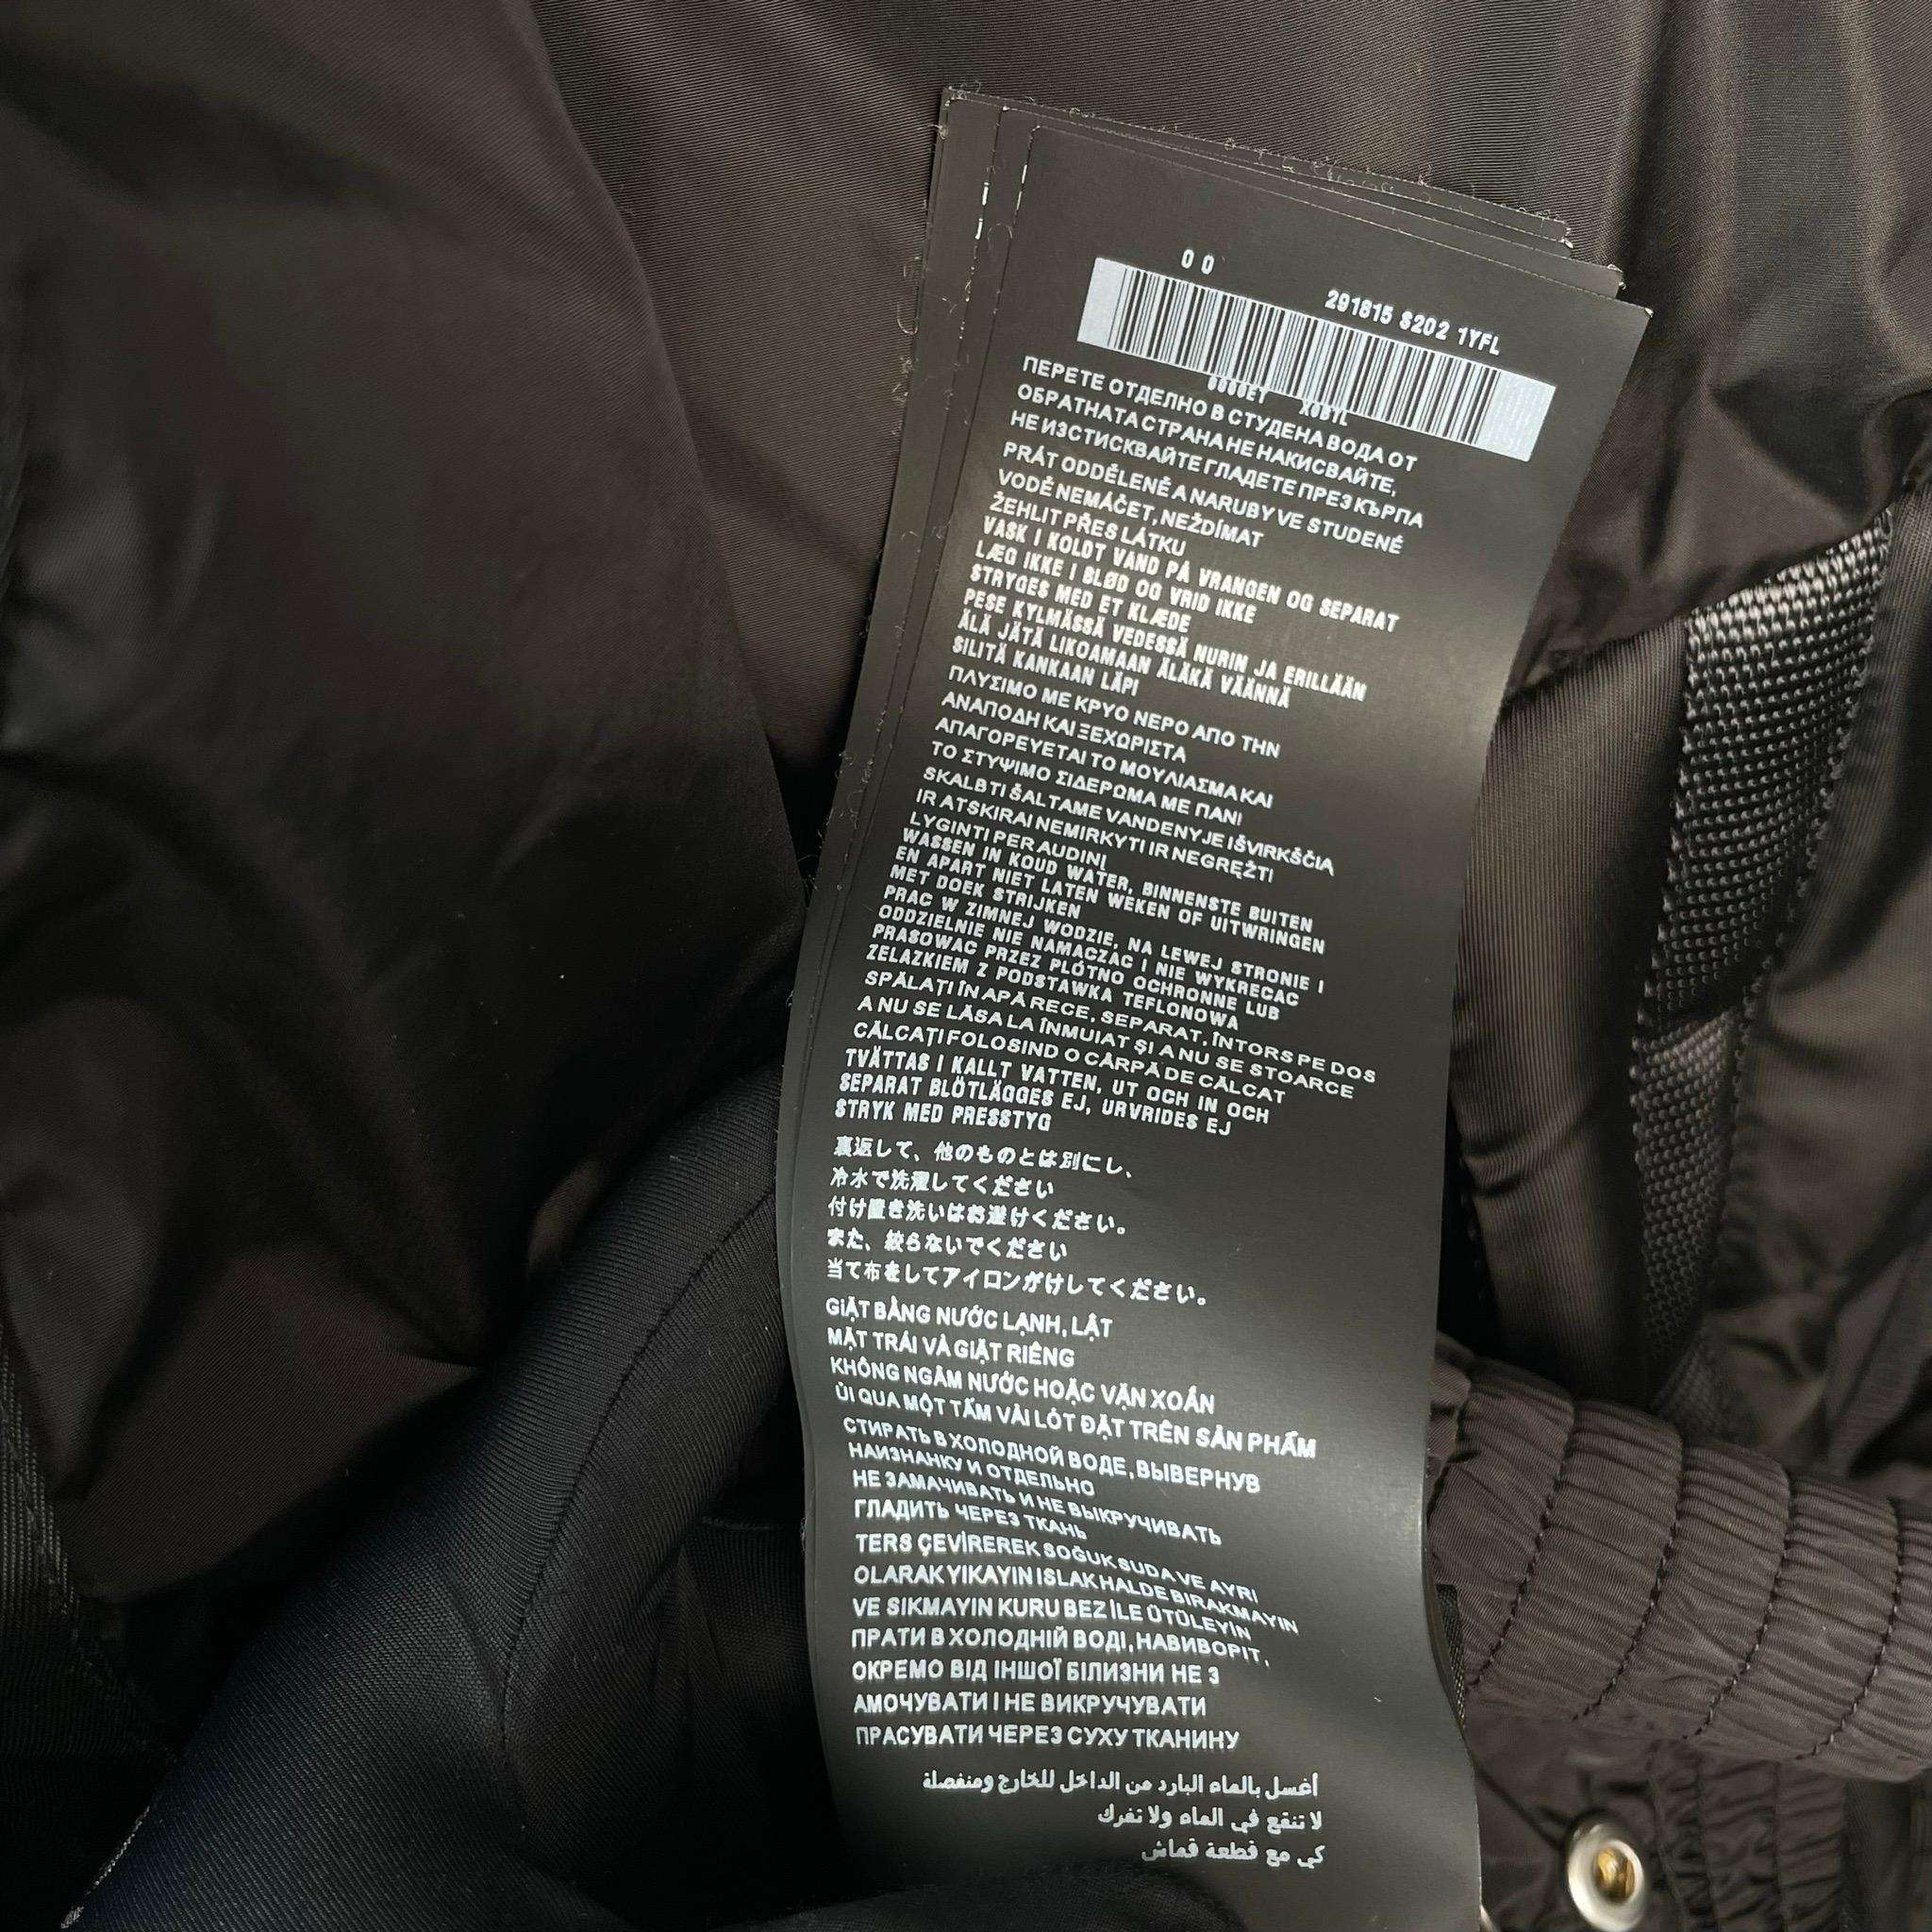 00
291815 S202 1YFL
ПЕРЕТЕ ОТДЕЛНО В СТУДЕНА ВОДА ОТ
ОБРАТНАТА СТРАНА НЕ НАКИСВАЙТЕ,
НЕ ИЗСТИСКВАЙТЕ ГЛАДЕТЕ ПРЕЗ КЪРПА
PRÁT ODDĚLENĚ A NARUBY VE STUDENÉ
VODĚ NEMÁČET, NEŽDÍMAT
ŽEHLIT PŘES LÁTKU
VASK I KOLDT VAND PÅ VRANGEN OG SEPARAT
LÆG IKKE I BLØD OG VRID IKKE
STRYGES MED ET KLÆDE
PESE KYLMÄSSÄ VEDESSÄ NURIN JA ERILLÄÄN
ÄLÄ JÄTÄ LIKOAMAAN ÄLÄKÄ VÄÄNNÄ
SILITÄ KANKAAN LÄPI
ΠΛΥΣΙΜΟ ΜΕ ΚΡΥΟ ΝΕΡΟ ΑΠΟ ΤΗΝ
ΑΝΑΠΟΔΗ ΚΑΙ ΞΕΧΩΡΙΣΤΑ
ΑΠΑΓΟΡΕΥΕΤΑΙ ΤΟ ΜΟΥΛΙΑΣΜΑ ΚΑΙ
ΤΟ ΣΤΥΨΙΜΟ ΣΙΔΕΡΩΜΑ ΜΕ ΠΑΝΙ
SKALBTI ŠALTAME VANDENYJE IŠVIRKŠČIA
IR ATSKIRAI NEMIRKYTI IR NEGRĘŽTI
LYGINTI PER AUDINĮ
WASSEN IN KOUD WATER, BINNENSTE BUITEN
EN APART NIET LATEN WEKEN OF UITWRINGEN
MET DOEK STRIJKEN
PRAC W ZIMNEJ WODZIE, NA LEWEJ STRONIE I
ODDZIELNIE NIE NAMACZAC I NIE WYKRECAC
PRASOWAC PRZEZ PLÓTNO OCHRONNE LUB
ZELAZKIEM Z PODSTAWKA TEFLONOWA
SPĂLAȚI ÎN APĂ RECE, SEPARAT, ÎNTORS PE DOS
A NU SE LĂSA LA ÎNMUIAT ȘI A NU SE STOARCE
CĂLCAȚI FOLOSIND O CÂRPĂ DE CĂLCAT
TVÄTTAS I KALLT VATTEN, UT OCH IN OCH
SEPARAT BLÖTLÄGGES EJ, URVRIDES EJ
STRYK MED PRESSTYG
裏返して、他のものとは別にし、
冷水で洗濯してください
付け置き洗いはお避けください。
また、絞らないでください
当て布をしてアイロンがけしてください。
GIẶT BẰNG NƯỚC LẠNH, LẬT
MẶT TRÁI VÀ GIẶT RIÊNG
KHÔNG NGÂM NƯỚC HOẶC VẶN XOẮN
ỦI QUA MỘT TẤM VẢI LÓT ĐẶT TRÊN SẢN PHẨM
СТИРАТЬ В ХОЛОДНОЙ ВОДЕ, ВЫВЕРНУВ
НАИЗНАНКУ И ОТДЕЛЬНО
НЕ ЗАМАЧИВАТЬ И НЕ ВЫКРУЧИВАТЬ
ГЛАДИТЬ ЧЕРЕЗ ТКАНЬ
TERS ÇEVİREREK SOĞUK SUDA VE AYRI
OLARAK YIKAYIN ISLAK HALDE BIRAKMAYIN
VE SIKMAYIN KURU BEZ İLE ÜTÜLEYİN
ПРАТИ В ХОЛОДНІЙ ВОДІ, НАВИВОРІТ,
ОКРЕМО ВІД ІНШОЇ БІЛИЗНИ НЕ З
АМОЧУВАТИ І НЕ ВИКРУЧУВАТИ
ПРАСУВАТИ ЧЕРЕЗ СУХУ ТКАНИНУ
أغسل بالماء البارد من الداخل للخارج ومنفصلة
لا تنقع في الماء ولا تفرك
كي مع قطعة قماش